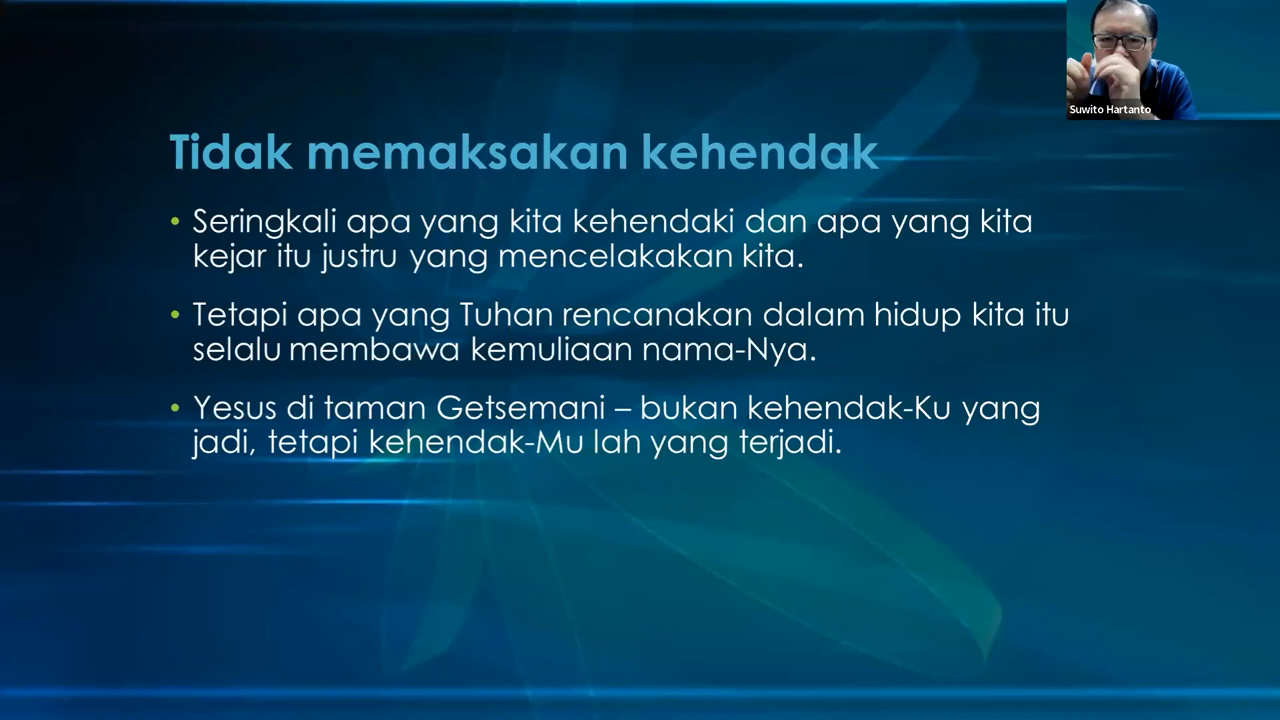 Suwito Hartanto
Tidak memaksakan kehendak
• Seringkali apa yang kita kehendaki dan apa yang kita
kejar itu justru yang mencelakakan kita.
• Tetapi apa yang Tuhan rencanakan dalam hidup kita itu
selalu membawa kemuliaan nama-Nya.
• Yesus di taman Getsemani – bukan kehendak-Ku yang
jadi, tetapi kehendak-Mu lah yang terjadi.